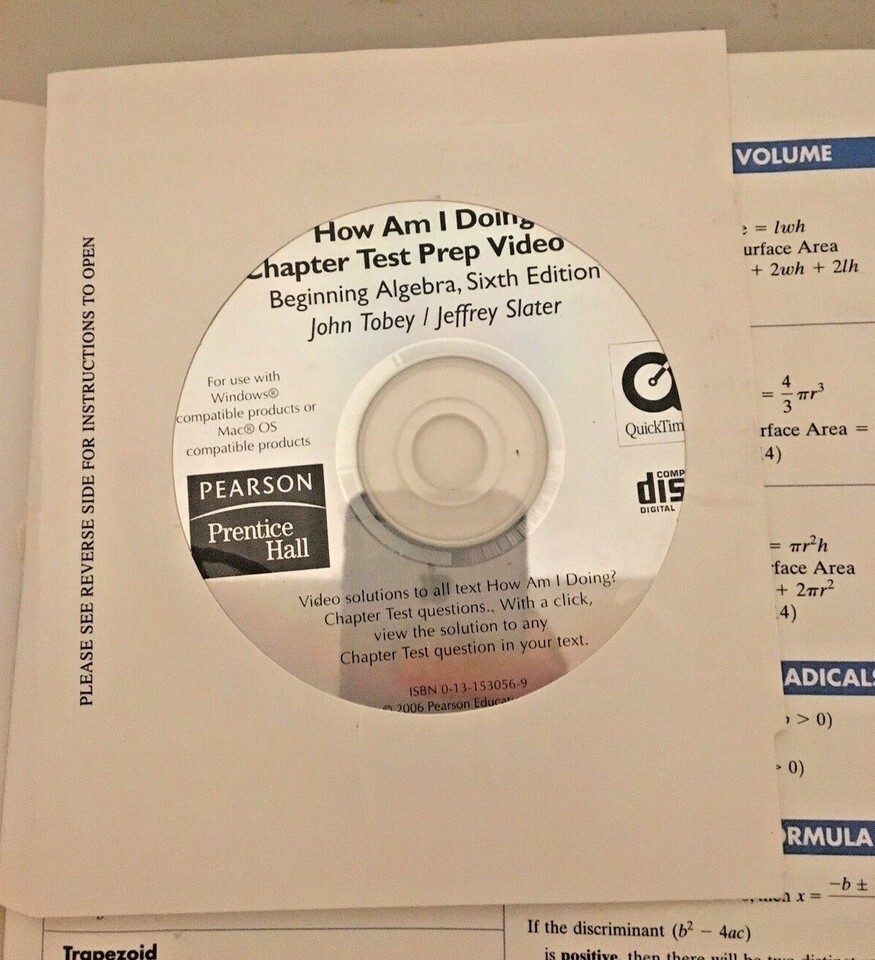 PLEASE SEE REVERSE SIDE FOR INSTRUCTIONS TO OPEN
How Am I Doing
Chapter Test Prep Video
Beginning Algebra, Sixth Edition
John Tobey / Jeffrey Slater
For use with
Windows®
compatible products or
Mac® OS
compatible products
PEARSON
Prentice
Hall
QuickTim
COMP
dis
DIGITAL
Video solutions to all text How Am I Doing?
Chapter Test questions.. With a click,
view the solution to any
Chapter Test question in your text.
ISBN 0-13-153056-9
© 2006 Pearson Educati
VOLUME
= lwh
urface Area
+ 2wh + 2lh
= 4/3 πr³
rface Area =
4)
= πr²h
face Area
+ 2πr²
4)
ADICALS
> 0)
> 0)
RMULA
x = −b ±
If the discriminant (b² − 4ac)
is positive, then there will be two
Trapezoid